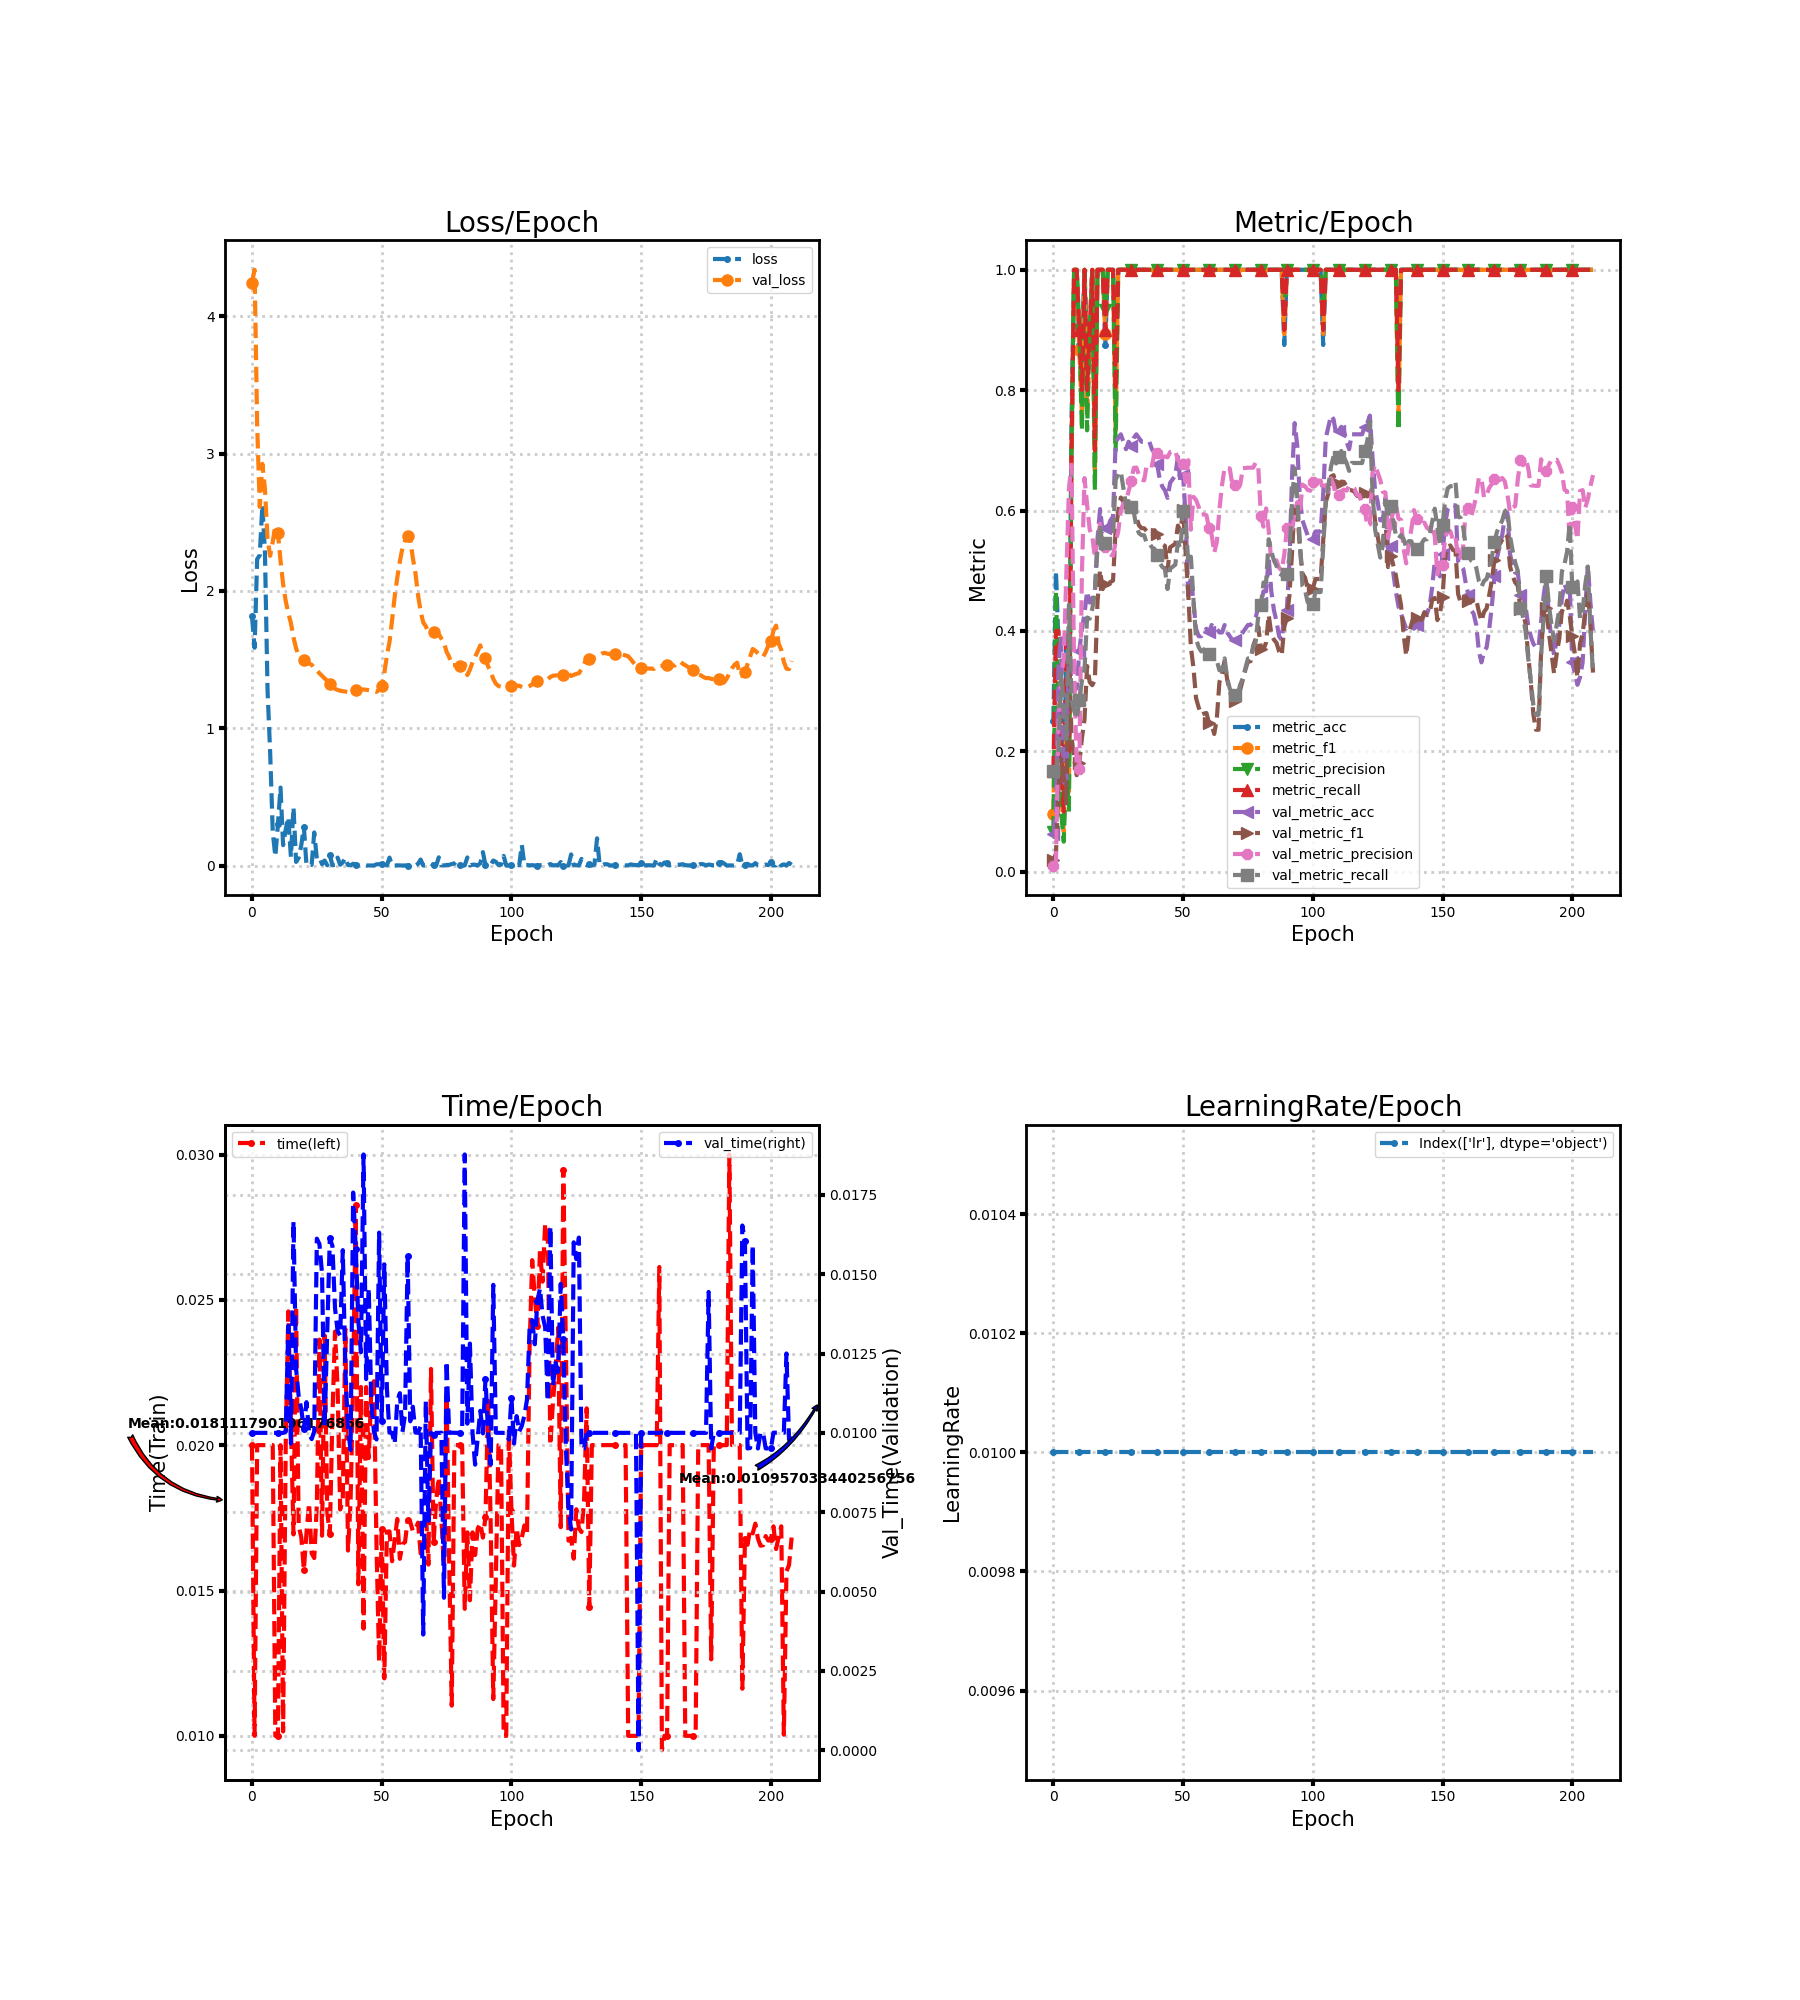 Loss/Epoch
loss
val_loss
4
3
2
1
0
Loss
0
50
100
150
200
Epoch
Metric/Epoch
1.0
0.8
0.6
0.4
0.2
0.0
Metric
metric_acc
metric_f1
metric_precision
metric_recall
val_metric_acc
val_metric_f1
val_metric_precision
val_metric_recall
0
50
100
150
200
Epoch
Time/Epoch
time(left)
val_time(right)
0.030
0.025
0.020
0.015
0.010
Time(Train)
0.0175
0.0150
0.0125
0.0100
0.0075
0.0050
0.0025
0.0000
Val_Time(Validation)
Mean:0.010957033440256756
0
50
100
150
200
Epoch
LearningRate/Epoch
Index(['lr'], dtype='object')
0.0104
0.0102
0.0100
0.0098
0.0096
LearningRate
0
50
100
150
200
Epoch